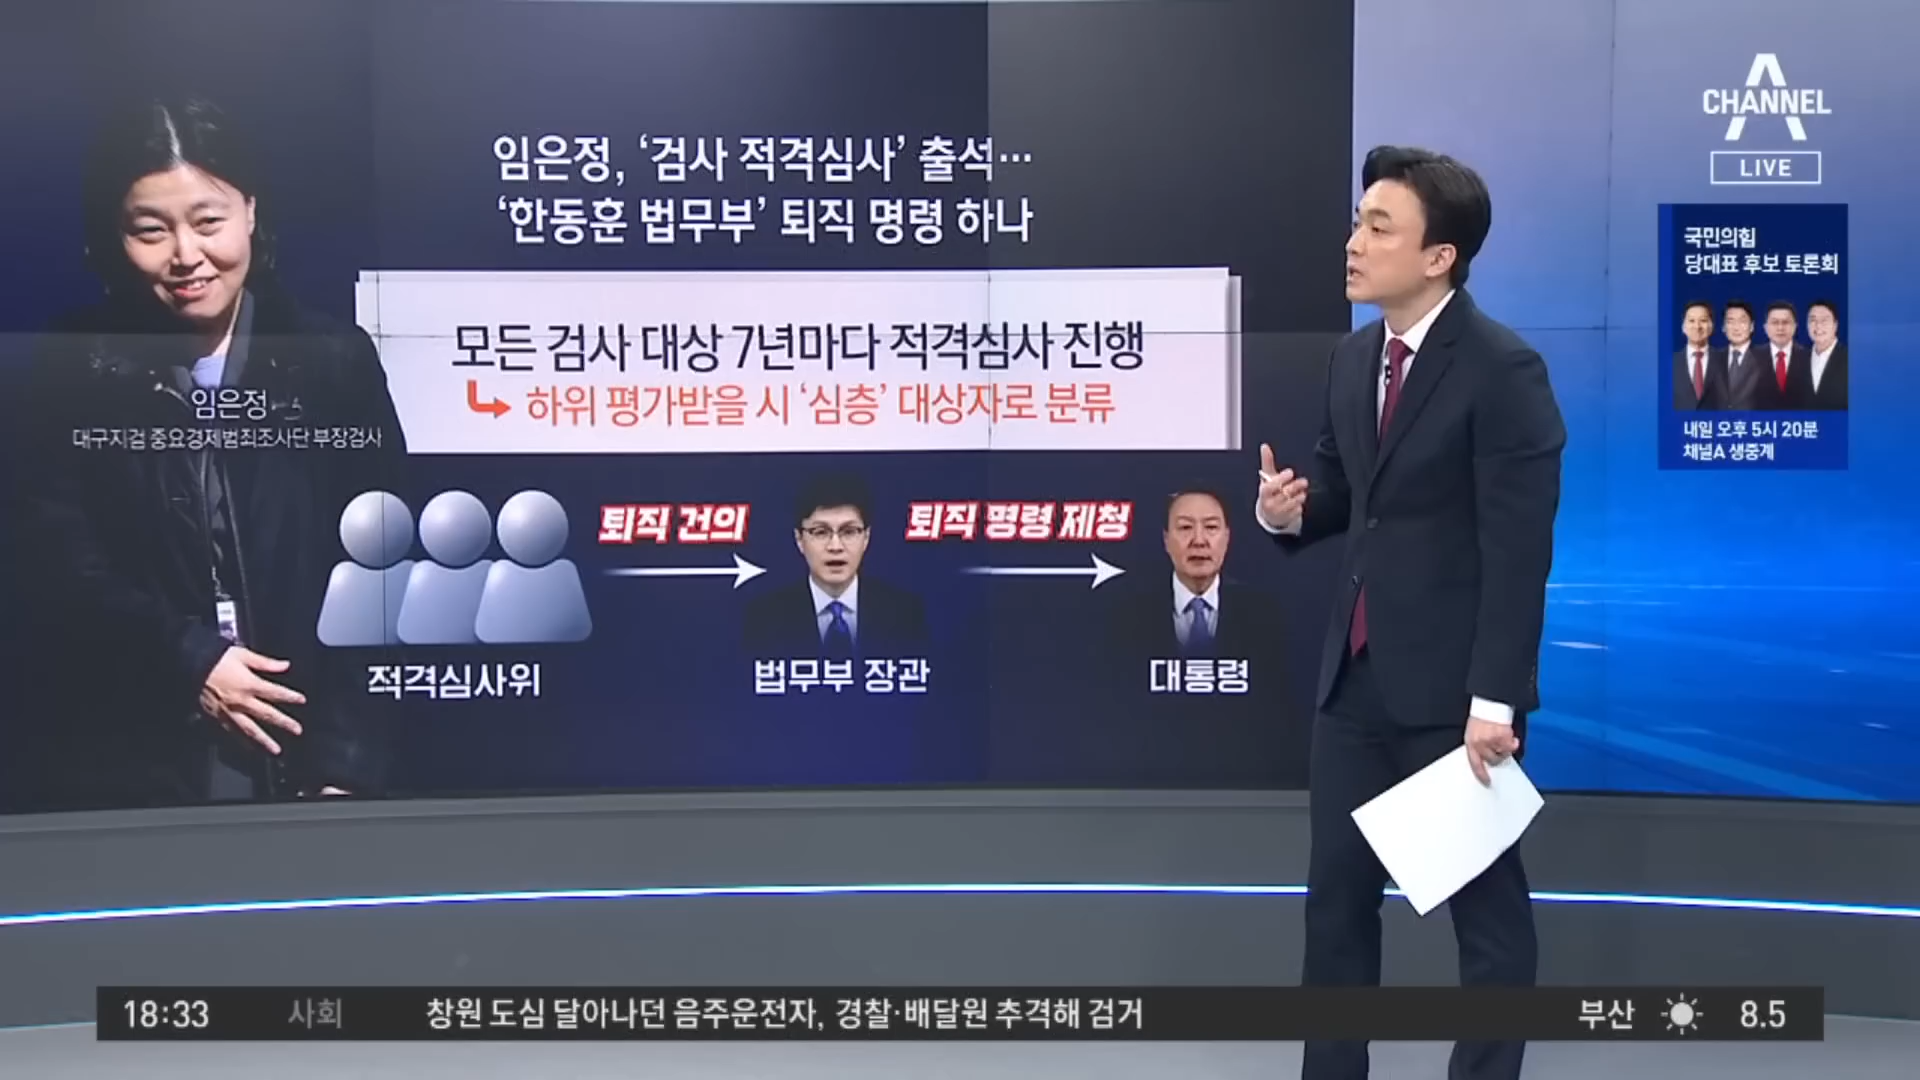 임은정, ‘검사 적격심사’ 출석…
‘한동훈 법무부’ 퇴직 명령 하나
모든 검사 대상 7년마다 적격심사 진행
하위 평가받을 시 ‘심층’ 대상자로 분류
임은정
대구지검 중요경제범죄조사단 부장검사
퇴직 건의
퇴직 명령 제청
적격심사위
법무부 장관
대통령
CHANNEL A
LIVE
국민의힘
당대표 후보 토론회
내일 오후 5시 20분
채널A 생중계
18:33 사회 창원 도심 달아나던 음주운전자, 경찰·배달원 추격해 검거 부산 8.5